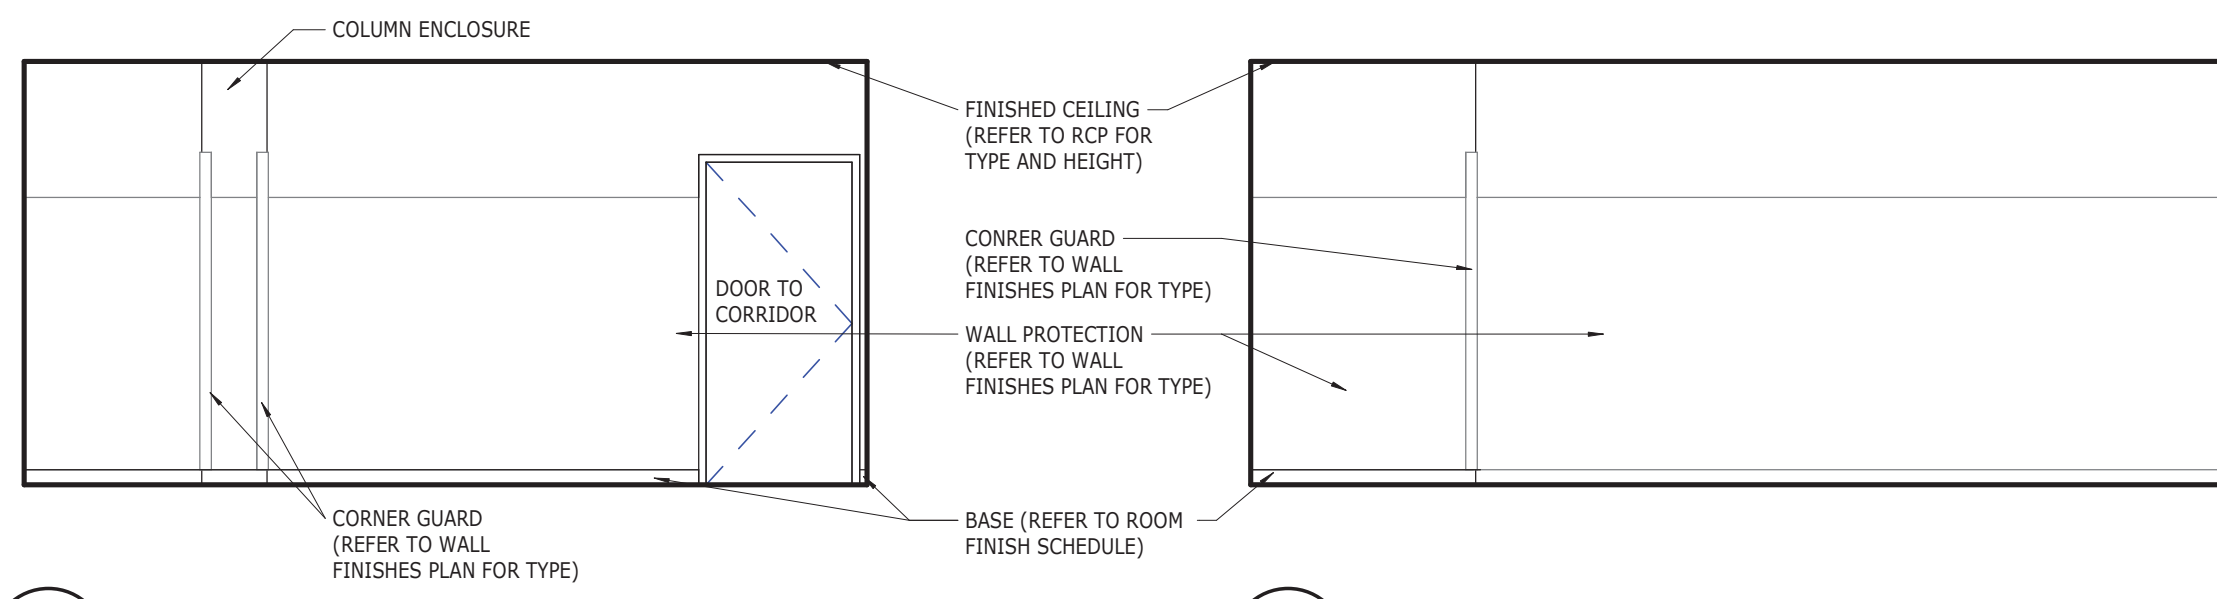 COLUMN ENCLOSURE
FINISHED CEILING
(REFER TO RCP FOR
TYPE AND HEIGHT)
CONRER GUARD
(REFER TO WALL
FINISHES PLAN FOR TYPE)
DOOR TO
CORRIDOR
WALL PROTECTION
(REFER TO WALL
FINISHES PLAN FOR TYPE)
CORNER GUARD
(REFER TO WALL
FINISHES PLAN FOR TYPE)
BASE (REFER TO ROOM
FINISH SCHEDULE)